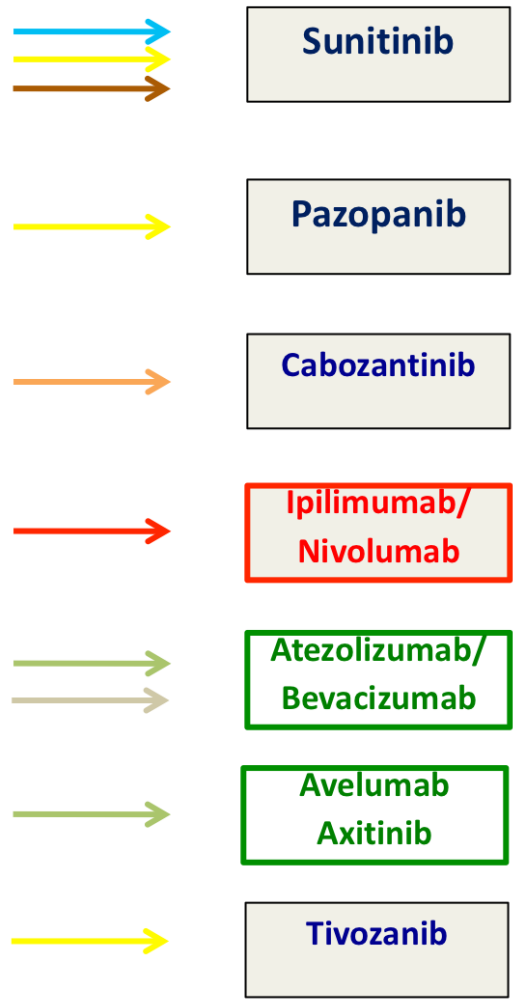 Sunitinib
Pazopanib
Cabozantinib
Ipilimumab/
Nivolumab
Atezolizumab/
Bevacizumab
Avelumab
Axitinib
Tivozanib